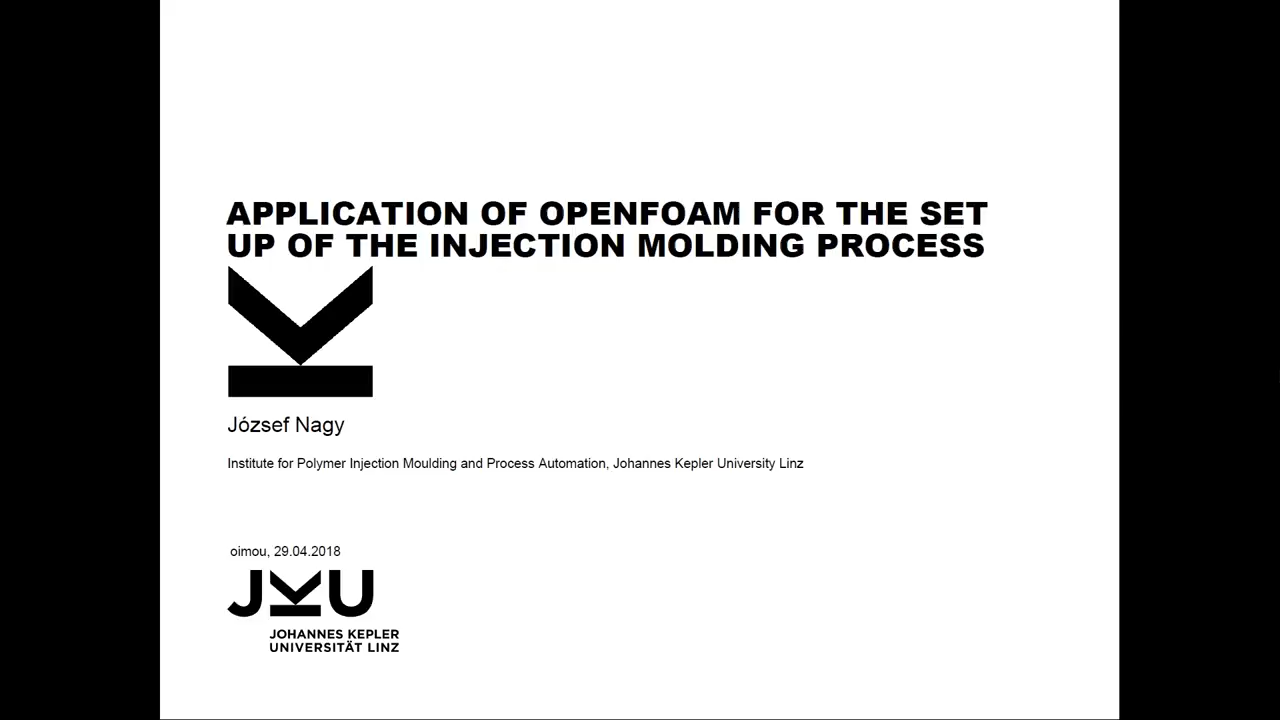 APPLICATION OF OPENFOAM FOR THE SET
UP OF THE INJECTION MOLDING PROCESS
József Nagy
Institute for Polymer Injection Moulding and Process Automation, Johannes Kepler University Linz
oimou, 29.04.2018
JKU
JOHANNES KEPLER
UNIVERSITÄT LINZ